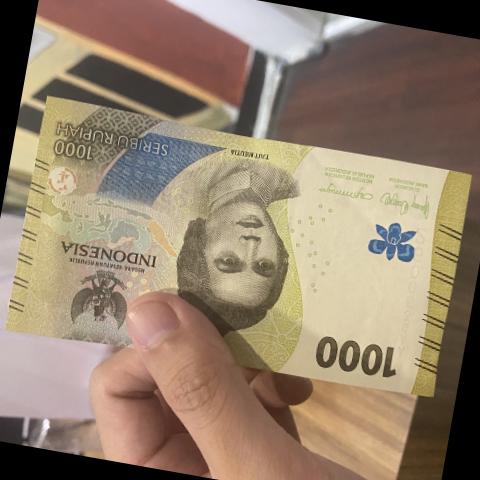 NEGARA KESATUAN REPUBLIK
INDONESIA
1000
TJUT MEUTIA
1000
SERIBU RUPIAH